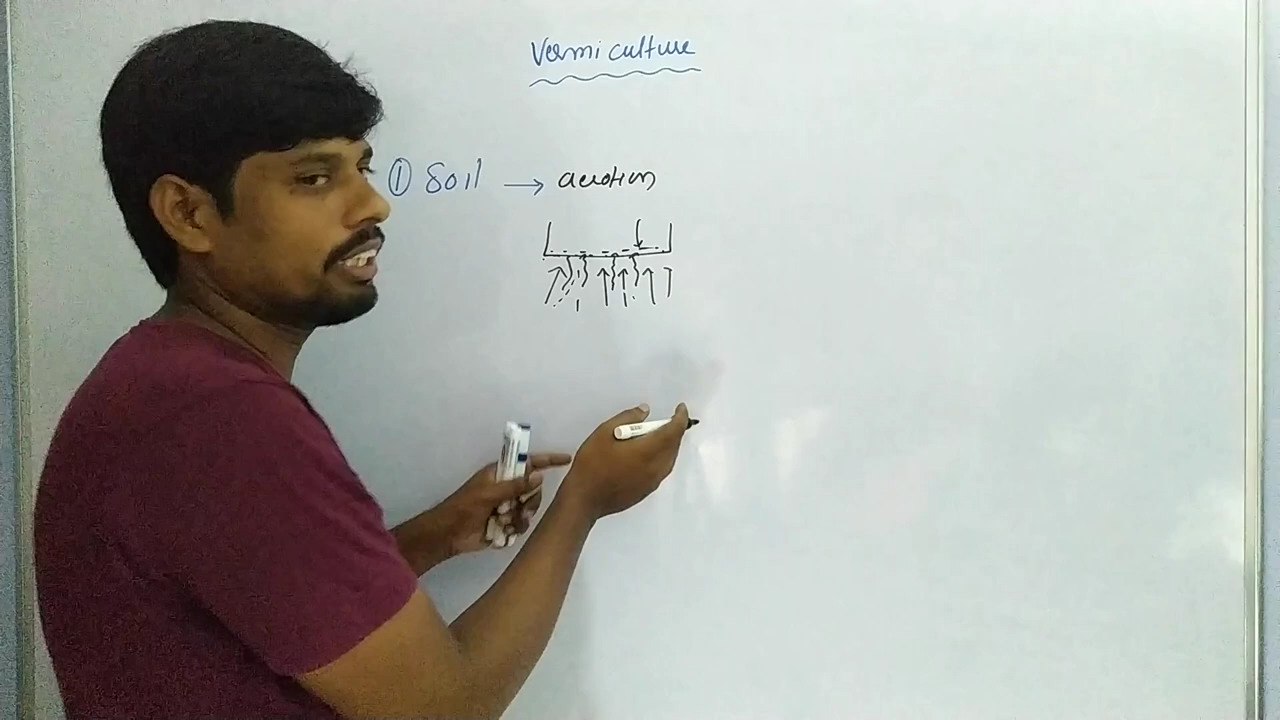 Vermiculture
① Soil → aeration